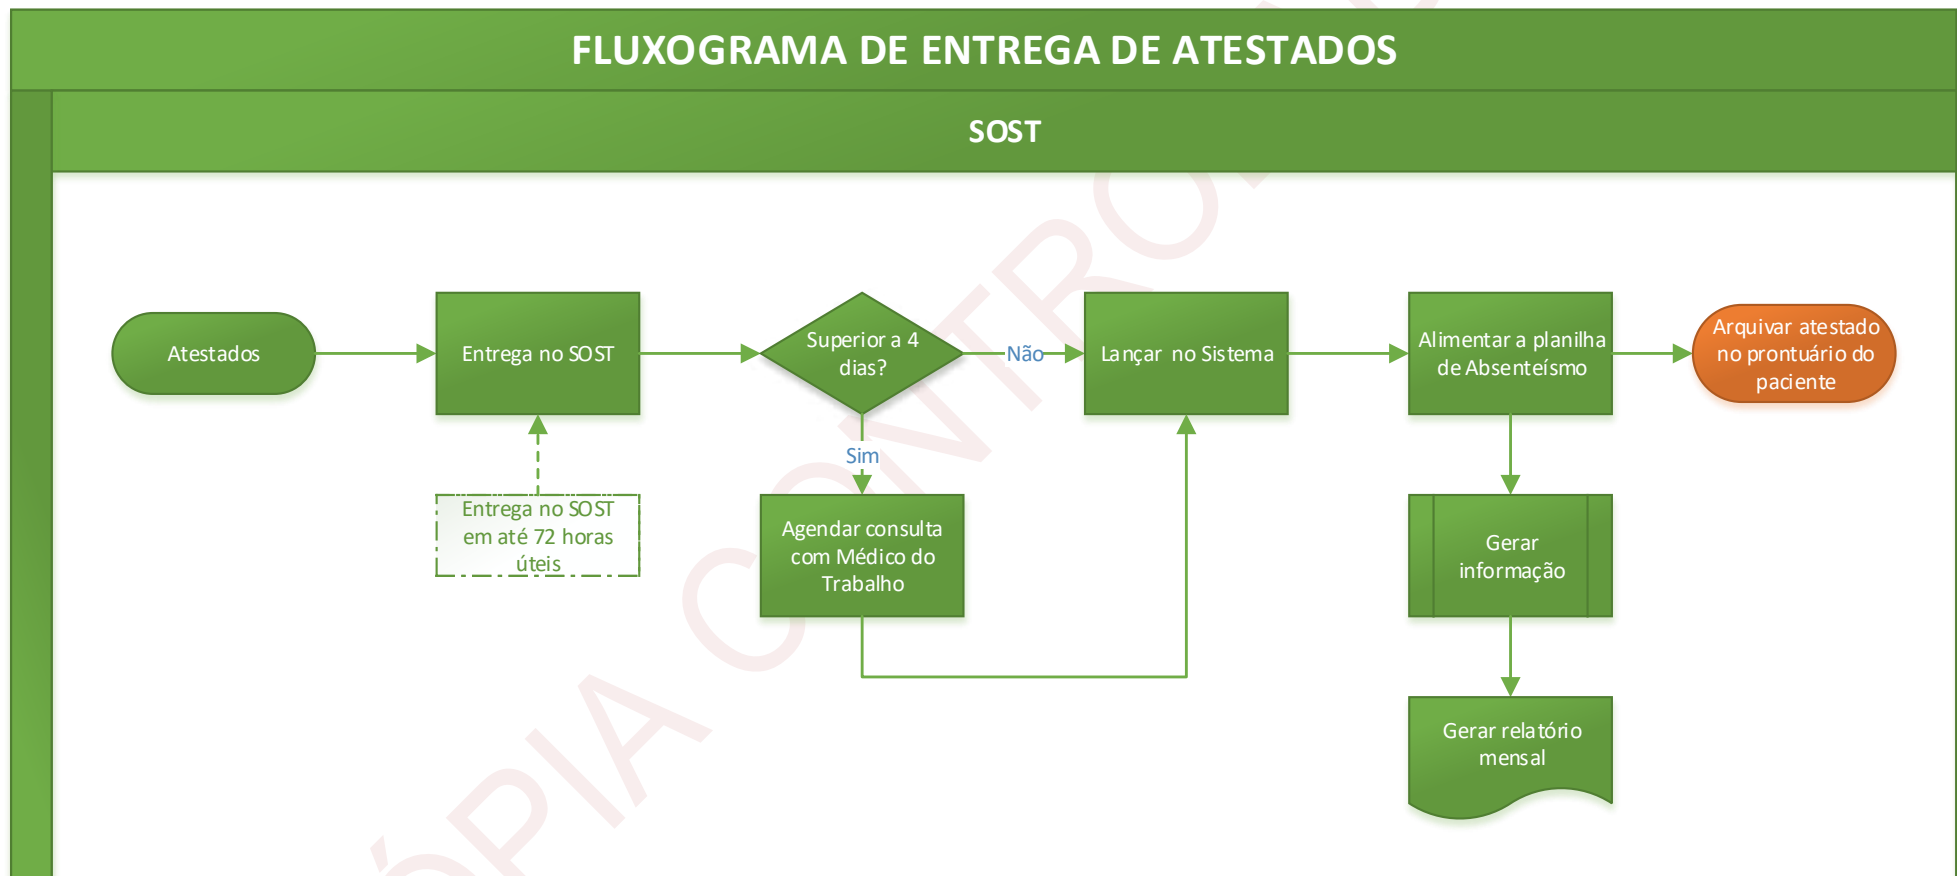 FLUXOGRAMA DE ENTREGA DE ATESTADOS
SOST
Atestados
Entrega no SOST
Superior a 4
dias?
Não
Lançar no Sistema
Alimentar a planilha
de Absenteísmo
Arquivar atestado
no prontuário do
paciente
Sim
Entrega no SOST
em até 72 horas
úteis
Agendar consulta
com Médico do
Trabalho
Gerar
informação
Gerar relatório
mensal